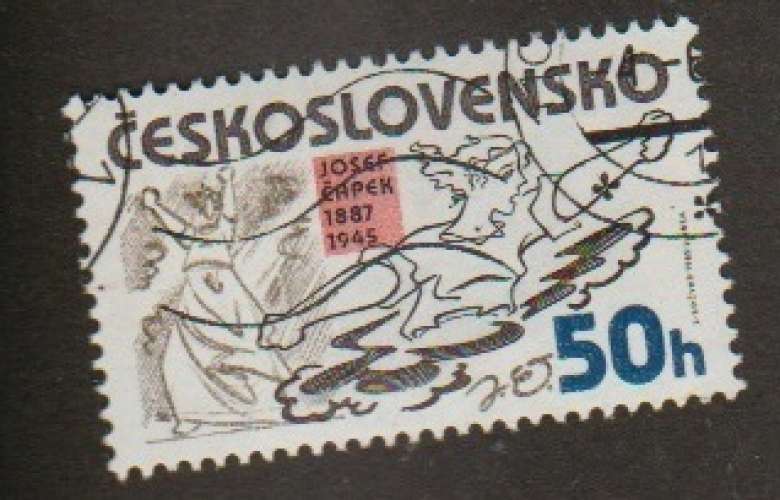 ČESKOSLOVENSKO
JOSEF
ČAPEK
1887
1945
50h